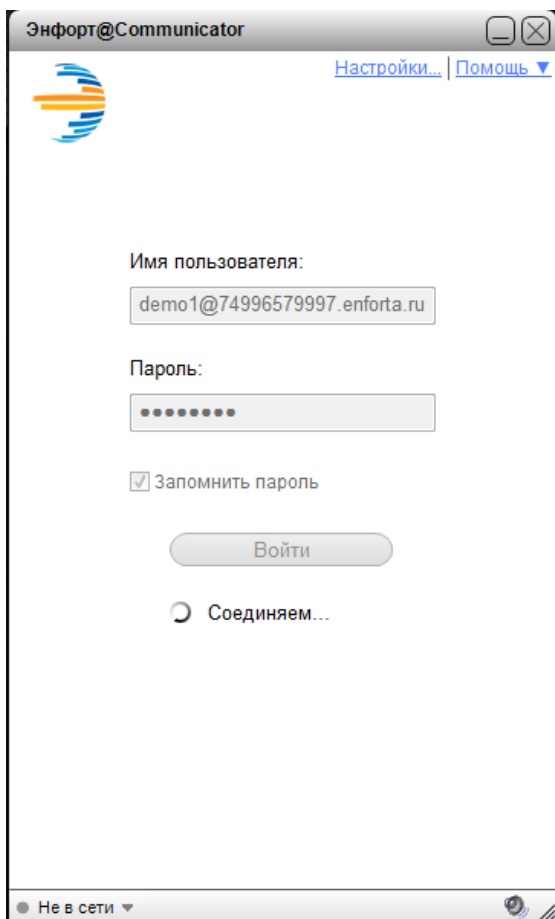 Энфорт@Communicator
Настройки... Помощь ▼
Имя пользователя:
demo1@74996579997.enforta.ru
Пароль:
••••••••
Запомнить пароль
Войти
Соединяем...
Не в сети